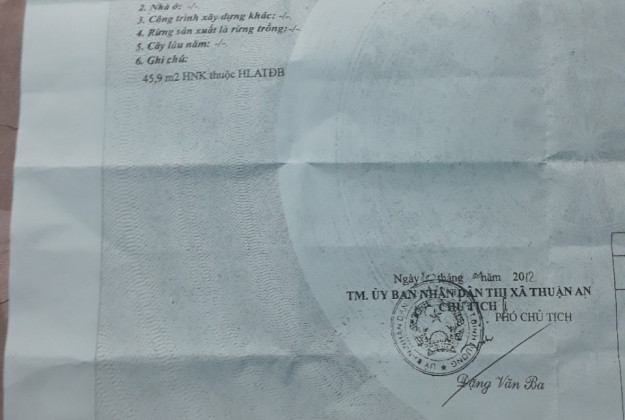 2. Nhà ở: -/-.
3. Công trình xây dựng khác: -/-.
4. Rừng sản xuất là rừng trồng:-/-.
5. Cây lâu năm: -/-.
6. Ghi chú:
45,9 m2 HNK thuộc HLATĐB
Ngày tháng năm 2012
TM. ỦY BAN NHÂN DÂN THỊ XÃ THUẬN AN
CHỦ TỊCH
PHÓ CHỦ TỊCH
Đặng Văn Ba